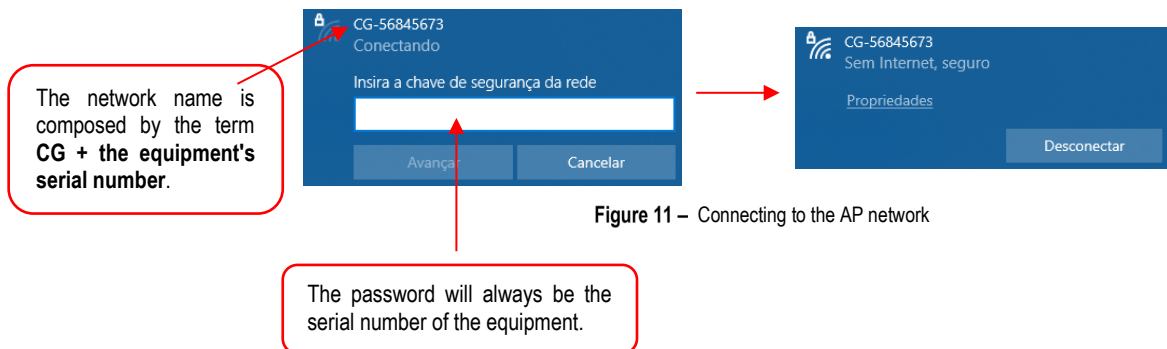 CG-56845673
Conectando
Insira a chave de segurança da rede
Avançar
Cancelar
CG-56845673
Sem Internet, seguro
Propriedades
Desconectar
The network name is
composed by the term
CG + the equipment's
serial number.
Figure 11 – Connecting to the AP network
The password will always be the
serial number of the equipment.